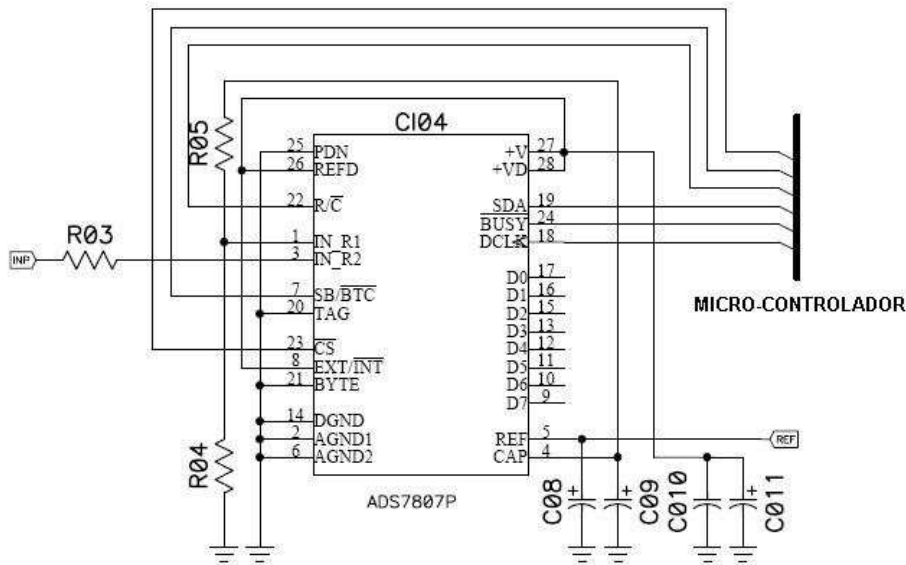 CI04
R05
25 PDN
26 REFD
22 R/C
1 IN_R1
3 IN_R2
7 SB/BTC
20 TAG
23 CS
8 EXT/INT
21 BYTE
14 DGND
2 AGND1
6 AGND2
+V 27
+VD 28
SDA 19
BUSY 24
DCLK 18
D0 17
D1 16
D2 15
D3 13
D4 12
D5 11
D6 10
D7 9
REF 5
CAP 4
R03
INP
MICRO-CONTROLADOR
R04
REF
ADS7807P
C08
+
+
C09
C010
+
C011